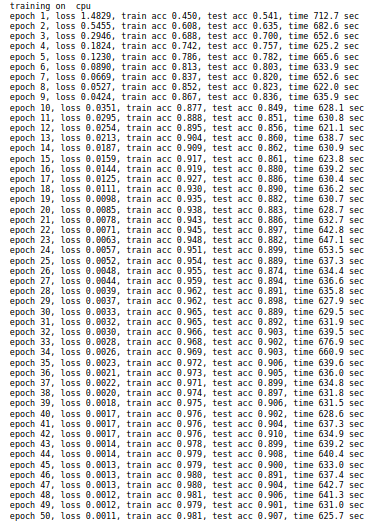 training on  cpu
epoch 1, loss 1.4829, train acc 0.450, test acc 0.541, time 712.7 sec
epoch 2, loss 0.5455, train acc 0.608, test acc 0.635, time 682.6 sec
epoch 3, loss 0.2946, train acc 0.688, test acc 0.700, time 652.6 sec
epoch 4, loss 0.1824, train acc 0.742, test acc 0.757, time 625.2 sec
epoch 5, loss 0.1230, train acc 0.786, test acc 0.782, time 665.6 sec
epoch 6, loss 0.0890, train acc 0.813, test acc 0.803, time 633.9 sec
epoch 7, loss 0.0669, train acc 0.837, test acc 0.820, time 652.6 sec
epoch 8, loss 0.0527, train acc 0.852, test acc 0.823, time 622.0 sec
epoch 9, loss 0.0424, train acc 0.867, test acc 0.836, time 635.9 sec
epoch 10, loss 0.0351, train acc 0.877, test acc 0.849, time 628.1 sec
epoch 11, loss 0.0295, train acc 0.888, test acc 0.851, time 630.8 sec
epoch 12, loss 0.0254, train acc 0.895, test acc 0.856, time 621.1 sec
epoch 13, loss 0.0213, train acc 0.904, test acc 0.860, time 638.7 sec
epoch 14, loss 0.0187, train acc 0.909, test acc 0.862, time 630.9 sec
epoch 15, loss 0.0159, train acc 0.917, test acc 0.861, time 623.8 sec
epoch 16, loss 0.0144, train acc 0.919, test acc 0.880, time 639.2 sec
epoch 17, loss 0.0125, train acc 0.927, test acc 0.886, time 630.4 sec
epoch 18, loss 0.0111, train acc 0.930, test acc 0.890, time 636.2 sec
epoch 19, loss 0.0098, train acc 0.935, test acc 0.882, time 630.7 sec
epoch 20, loss 0.0085, train acc 0.938, test acc 0.883, time 628.7 sec
epoch 21, loss 0.0078, train acc 0.943, test acc 0.886, time 632.7 sec
epoch 22, loss 0.0071, train acc 0.945, test acc 0.897, time 642.8 sec
epoch 23, loss 0.0063, train acc 0.948, test acc 0.882, time 647.1 sec
epoch 24, loss 0.0057, train acc 0.951, test acc 0.899, time 653.5 sec
epoch 25, loss 0.0052, train acc 0.954, test acc 0.889, time 637.3 sec
epoch 26, loss 0.0048, train acc 0.955, test acc 0.874, time 634.4 sec
epoch 27, loss 0.0044, train acc 0.959, test acc 0.894, time 636.6 sec
epoch 28, loss 0.0039, train acc 0.962, test acc 0.891, time 635.8 sec
epoch 29, loss 0.0037, train acc 0.962, test acc 0.898, time 627.9 sec
epoch 30, loss 0.0033, train acc 0.965, test acc 0.889, time 629.5 sec
epoch 31, loss 0.0032, train acc 0.965, test acc 0.892, time 631.9 sec
epoch 32, loss 0.0030, train acc 0.966, test acc 0.903, time 639.5 sec
epoch 33, loss 0.0028, train acc 0.968, test acc 0.902, time 676.9 sec
epoch 34, loss 0.0026, train acc 0.969, test acc 0.903, time 660.9 sec
epoch 35, loss 0.0023, train acc 0.972, test acc 0.906, time 639.6 sec
epoch 36, loss 0.0021, train acc 0.973, test acc 0.905, time 636.0 sec
epoch 37, loss 0.0022, train acc 0.971, test acc 0.899, time 634.8 sec
epoch 38, loss 0.0020, train acc 0.974, test acc 0.897, time 631.8 sec
epoch 39, loss 0.0018, train acc 0.975, test acc 0.906, time 631.5 sec
epoch 40, loss 0.0017, train acc 0.976, test acc 0.902, time 628.6 sec
epoch 41, loss 0.0017, train acc 0.976, test acc 0.904, time 637.3 sec
epoch 42, loss 0.0017, train acc 0.976, test acc 0.910, time 634.9 sec
epoch 43, loss 0.0014, train acc 0.978, test acc 0.899, time 639.2 sec
epoch 44, loss 0.0014, train acc 0.979, test acc 0.908, time 640.4 sec
epoch 45, loss 0.0013, train acc 0.979, test acc 0.900, time 633.0 sec
epoch 46, loss 0.0013, train acc 0.980, test acc 0.891, time 637.4 sec
epoch 47, loss 0.0013, train acc 0.980, test acc 0.904, time 642.7 sec
epoch 48, loss 0.0012, train acc 0.981, test acc 0.906, time 641.3 sec
epoch 49, loss 0.0012, train acc 0.979, test acc 0.901, time 631.0 sec
epoch 50, loss 0.0011, train acc 0.981, test acc 0.907, time 625.7 sec